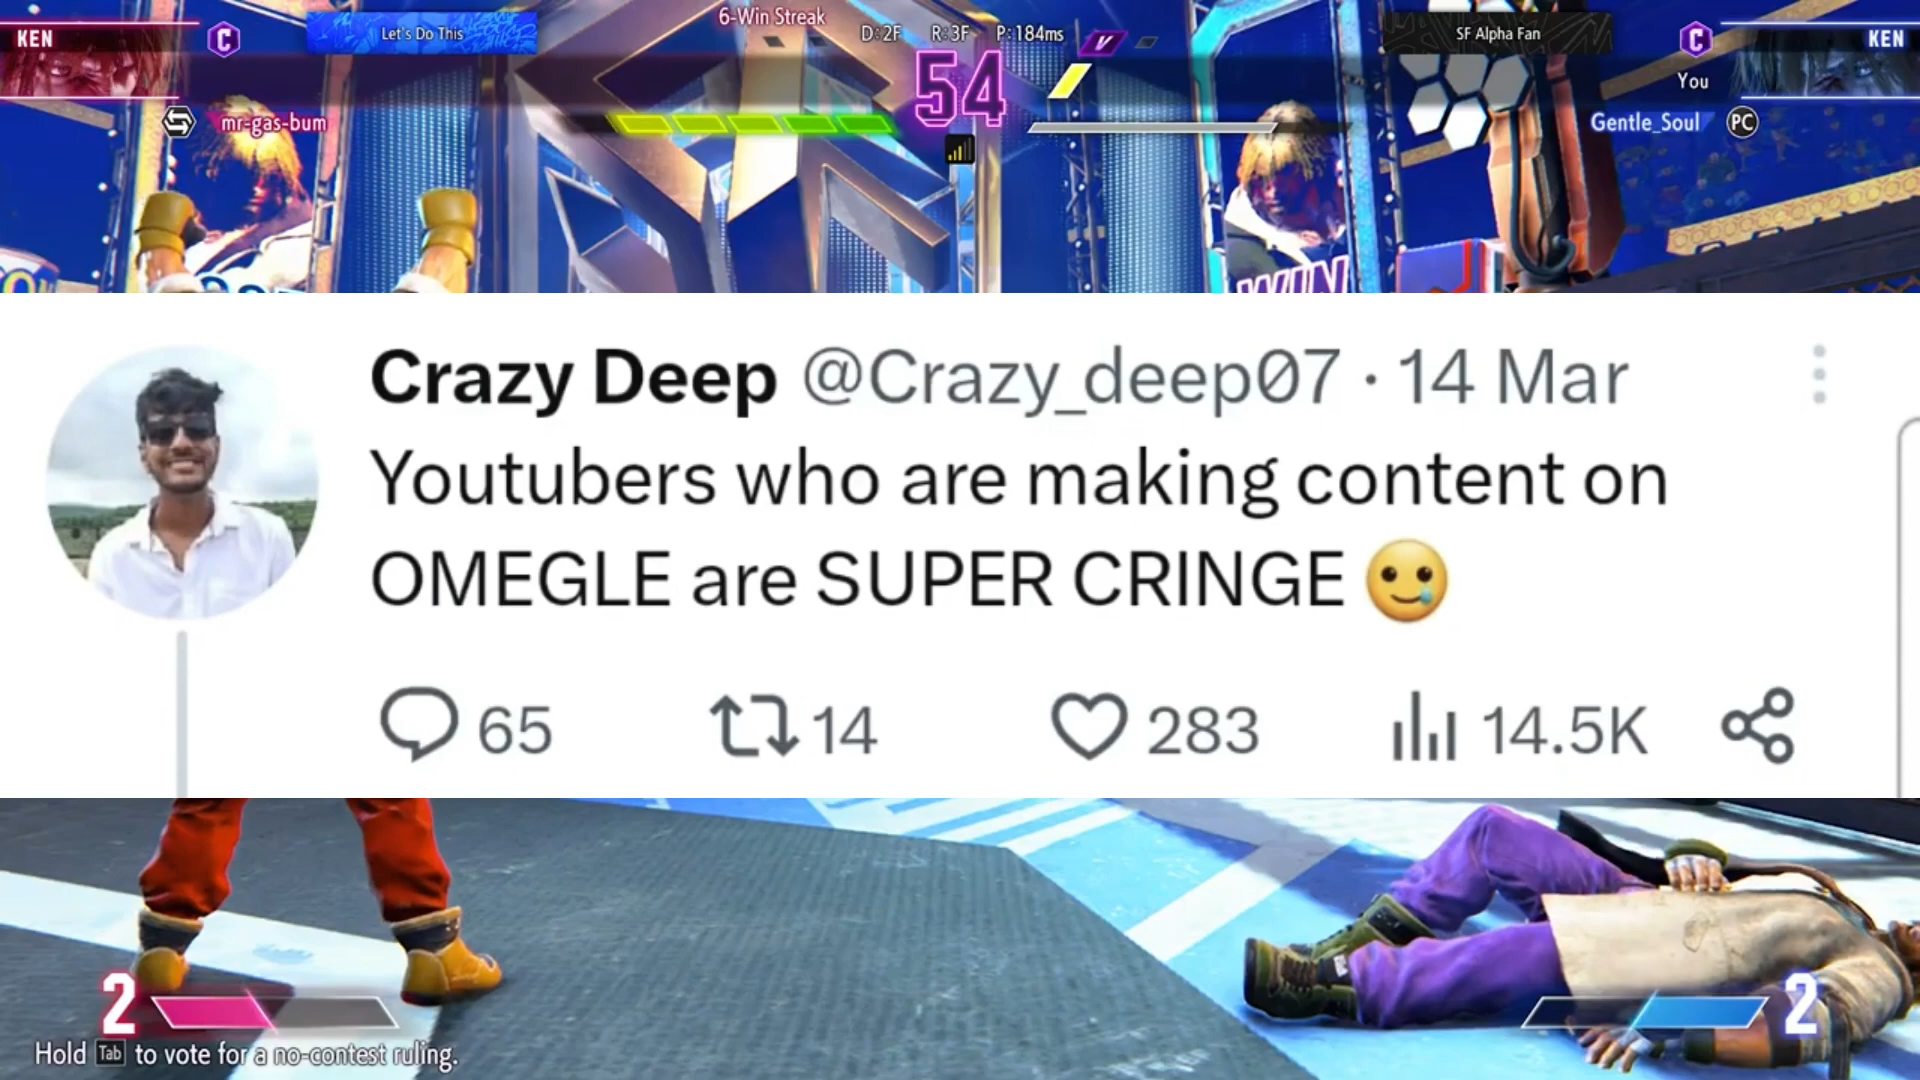 6-Win Streak
KEN
C
Let's Do This
D:2F R:3F P:184ms
V
SF Alpha Fan
C
KEN
54
You
mr-gas-bum
Gentle_Soul
PC
WIN
Crazy Deep @Crazy_deep07 · 14 Mar
Youtubers who are making content on
OMEGLE are SUPER CRINGE 🥲
65 14 283 14.5K
2
2
Hold Tab to vote for a no-contest ruling.